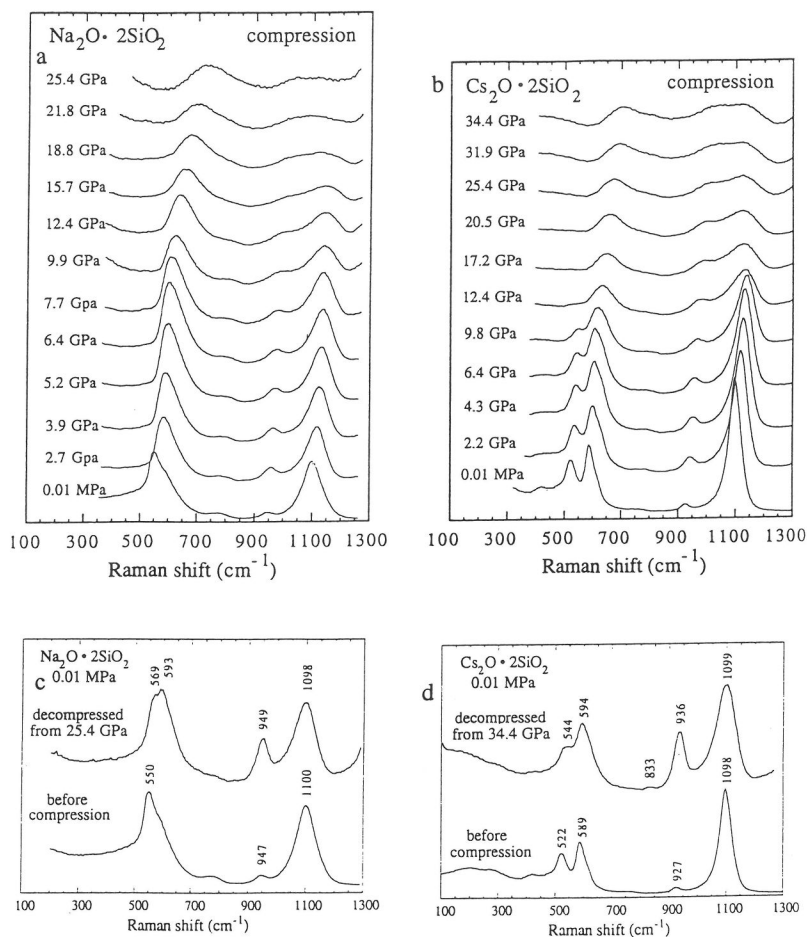 Na₂O• 2SiO₂ compression
a
25.4 GPa
21.8 GPa
18.8 GPa
15.7 GPa
12.4 GPa
9.9 GPa
7.7 Gpa
6.4 GPa
5.2 GPa
3.9 GPa
2.7 Gpa
0.01 MPa
100 300 500 700 900 1100 1300
Raman shift (cm⁻¹)
b
Cs₂O • 2SiO₂ compression
34.4 GPa
31.9 GPa
25.4 GPa
20.5 GPa
17.2 GPa
12.4 GPa
9.8 GPa
6.4 GPa
4.3 GPa
2.2 GPa
0.01 MPa
100 300 500 700 900 1100 1300
Raman shift (cm⁻¹)
Na₂O • 2SiO₂
0.01 MPa
c
decompressed
from 25.4 GPa
569
593
949
1098
before
compression
550
947
1100
100 300 500 700 900 1100 1300
Raman shift (cm⁻¹)
Cs₂O • 2SiO₂
0.01 MPa
d
decompressed
from 34.4 GPa
544
594
833
936
1099
before
compression
522
589
927
1098
100 300 500 700 900 1100 1300
Raman shift (cm⁻¹)